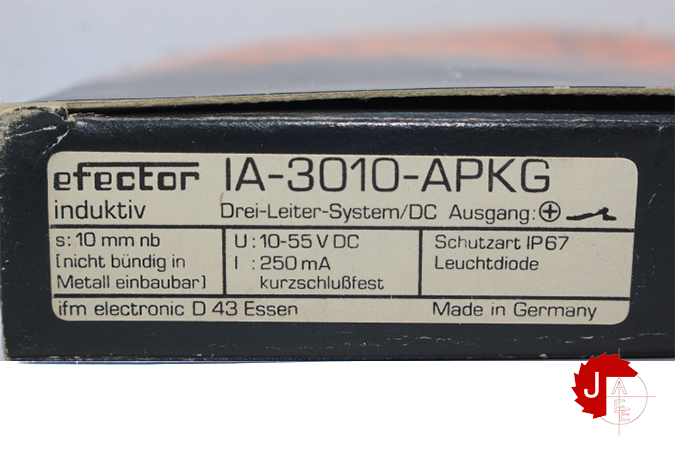 efector IA-3010-APKG
induktiv Drei-Leiter-System/DC Ausgang: ⊕
s: 10 mm nb
[nicht bündig in
Metall einbaubar]
U : 10-55 V DC
I : 250 mA
kurzschlußfest
Schutzart IP67
Leuchtdiode
ifm electronic D 43 Essen Made in Germany
J
A